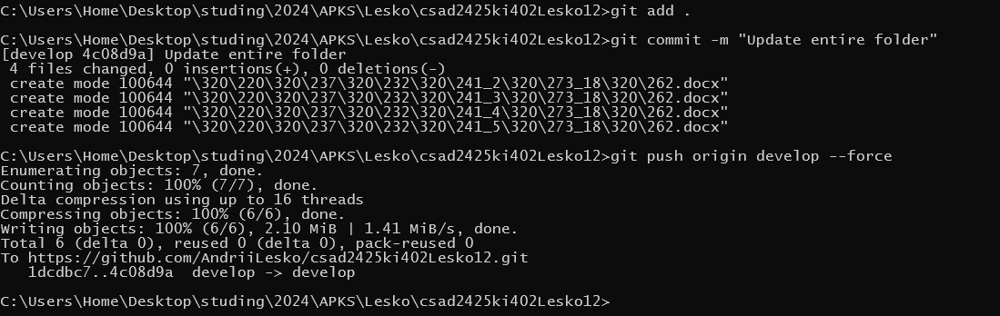 C:\Users\Home\Desktop\studing\2024\APKS\Lesko\csad2425ki402Lesko12>git add .
C:\Users\Home\Desktop\studing\2024\APKS\Lesko\csad2425ki402Lesko12>git commit -m "Update entire folder"
[develop 4c08d9a] Update entire folder
 4 files changed, 0 insertions(+), 0 deletions(-)
 create mode 100644 "\320\220\320\237\320\232\320\241_2\320\273_18\320\262.docx"
 create mode 100644 "\320\220\320\237\320\232\320\241_3\320\273_18\320\262.docx"
 create mode 100644 "\320\220\320\237\320\232\320\241_4\320\273_18\320\262.docx"
 create mode 100644 "\320\220\320\237\320\232\320\241_5\320\273_18\320\262.docx"
C:\Users\Home\Desktop\studing\2024\APKS\Lesko\csad2425ki402Lesko12>git push origin develop --force
Enumerating objects: 7, done.
Counting objects: 100% (7/7), done.
Delta compression using up to 16 threads
Compressing objects: 100% (6/6), done.
Writing objects: 100% (6/6), 2.10 MiB | 1.41 MiB/s, done.
Total 6 (delta 0), reused 0 (delta 0), pack-reused 0
To https://github.com/AndriiLesko/csad2425ki402Lesko12.git
   1dcdbc7..4c08d9a  develop -> develop
C:\Users\Home\Desktop\studing\2024\APKS\Lesko\csad2425ki402Lesko12>